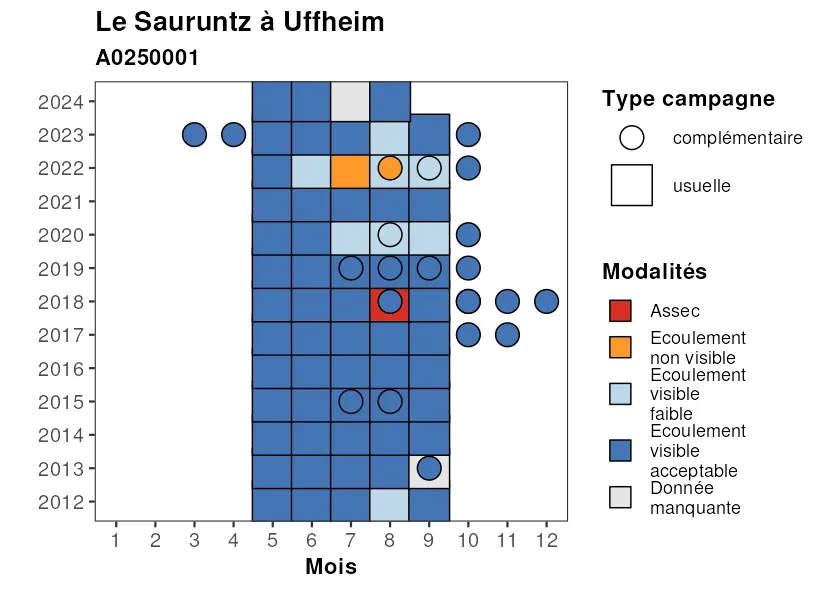 Le Sauruntz à Uffheim
A0250001
2024
2023
2022
2021
2020
2019
2018
2017
2016
2015
2014
2013
2012
1 2 3 4 5 6 7 8 9 10 11 12
Mois
Type campagne
complémentaire
usuelle
Modalités
Assec
Ecoulement
non visible
Ecoulement
visible
faible
Ecoulement
visible
acceptable
Donnée
manquante